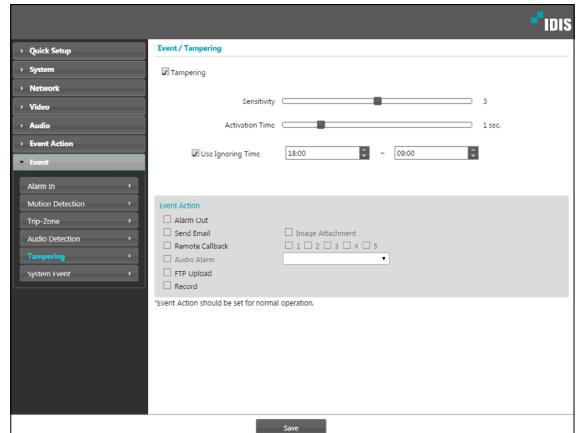 IDIS
Quick Setup
System
Network
Video
Audio
Event Action
Event
Alarm In
Motion Detection
Trip-Zone
Audio Detection
Tampering
System Event
Event / Tampering
Tampering
Sensitivity 3
Activation Time 1 sec.
Use Ignoring Time 18:00 ~ 09:00
Event Action
Alarm Out
Send Email Image Attachment
Remote Callback 1 2 3 4 5
Audio Alarm
FTP Upload
Record
*Event Action should be set for normal operation.
Save